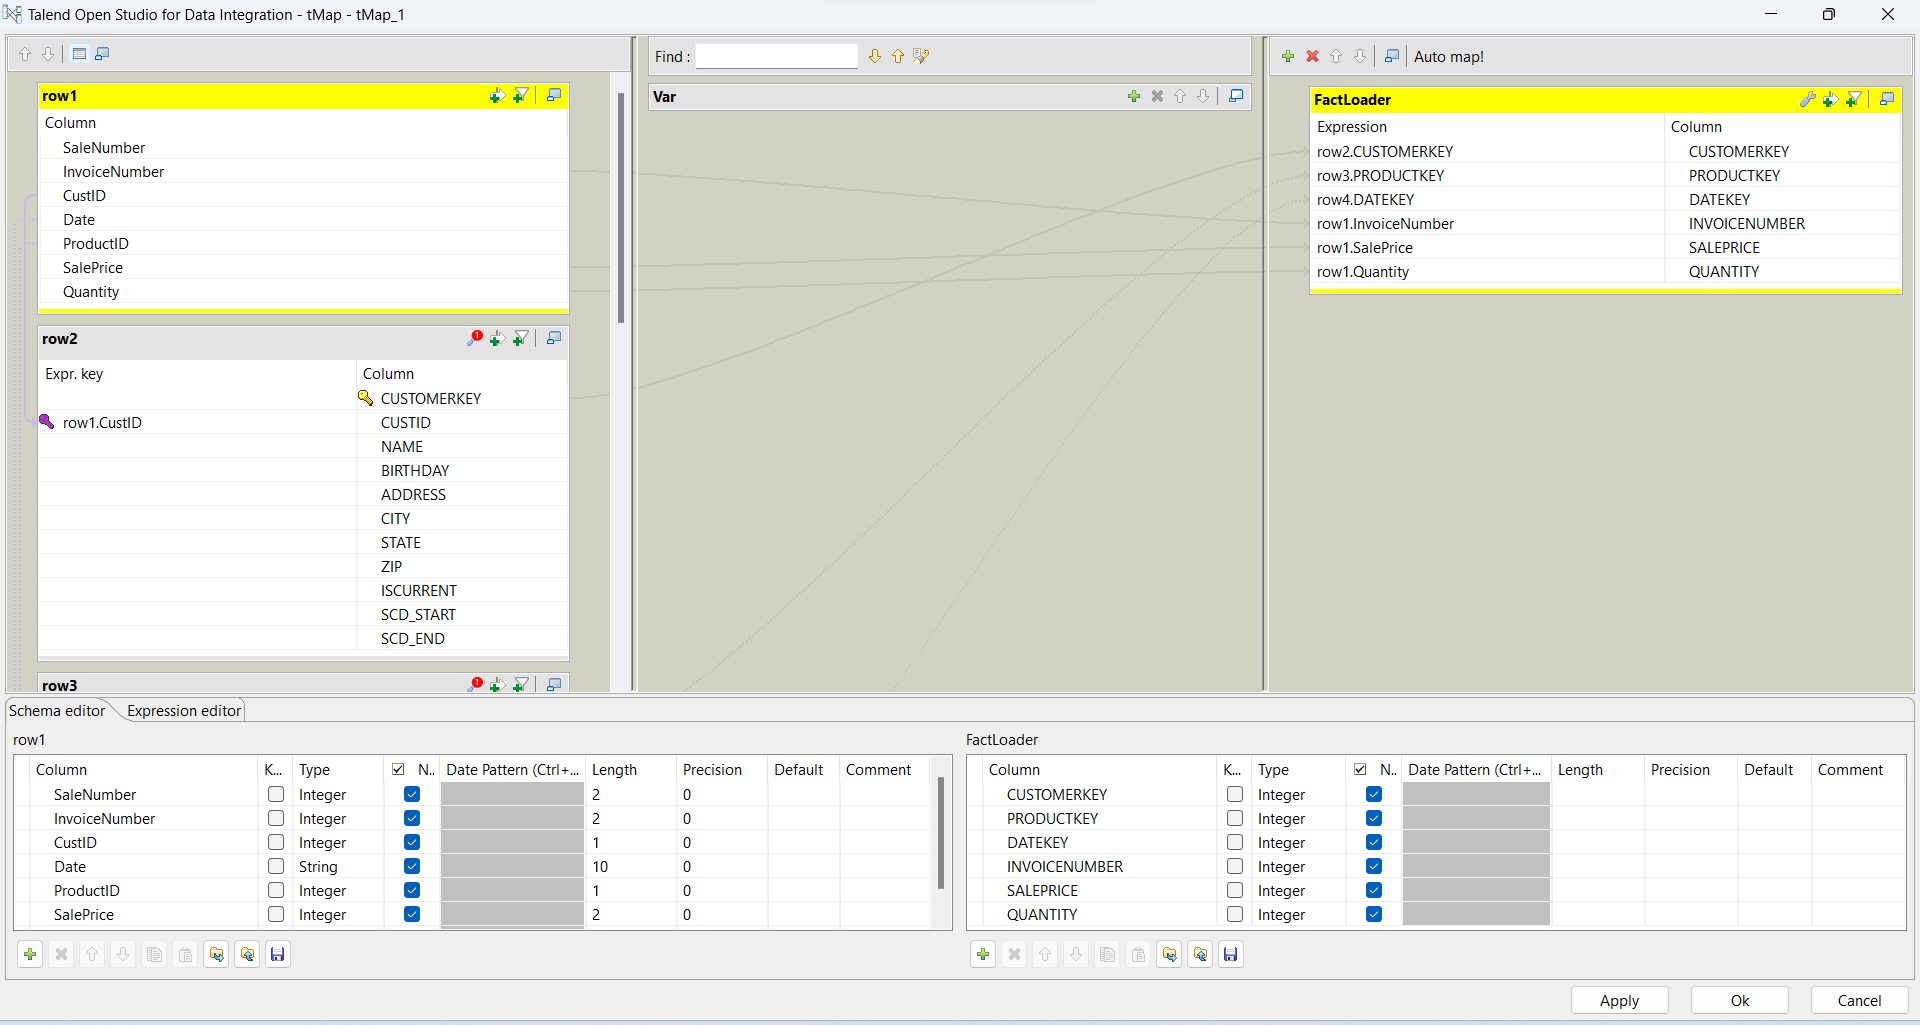 Talend Open Studio for Data Integration - tMap - tMap_1
Find :
Auto map!
row1
Column
SaleNumber
InvoiceNumber
CustID
Date
ProductID
SalePrice
Quantity
row2
1
Expr. key Column
CUSTOMERKEY
row1.CustID CUSTID
NAME
BIRTHDAY
ADDRESS
CITY
STATE
ZIP
ISCURRENT
SCD_START
SCD_END
row3
1
Var
FactLoader
Expression Column
row2.CUSTOMERKEY CUSTOMERKEY
row3.PRODUCTKEY PRODUCTKEY
row4.DATEKEY DATEKEY
row1.InvoiceNumber INVOICENUMBER
row1.SalePrice SALEPRICE
row1.Quantity QUANTITY
Schema editor Expression editor
row1
Column K... Type N.. Date Pattern (Ctrl+... Length Precision Default Comment
SaleNumber Integer 2 0
InvoiceNumber Integer 2 0
CustID Integer 1 0
Date String 10 0
ProductID Integer 1 0
SalePrice Integer 2 0
FactLoader
Column K... Type N.. Date Pattern (Ctrl+... Length Precision Default Comment
CUSTOMERKEY Integer
PRODUCTKEY Integer
DATEKEY Integer
INVOICENUMBER Integer
SALEPRICE Integer
QUANTITY Integer
Apply Ok Cancel